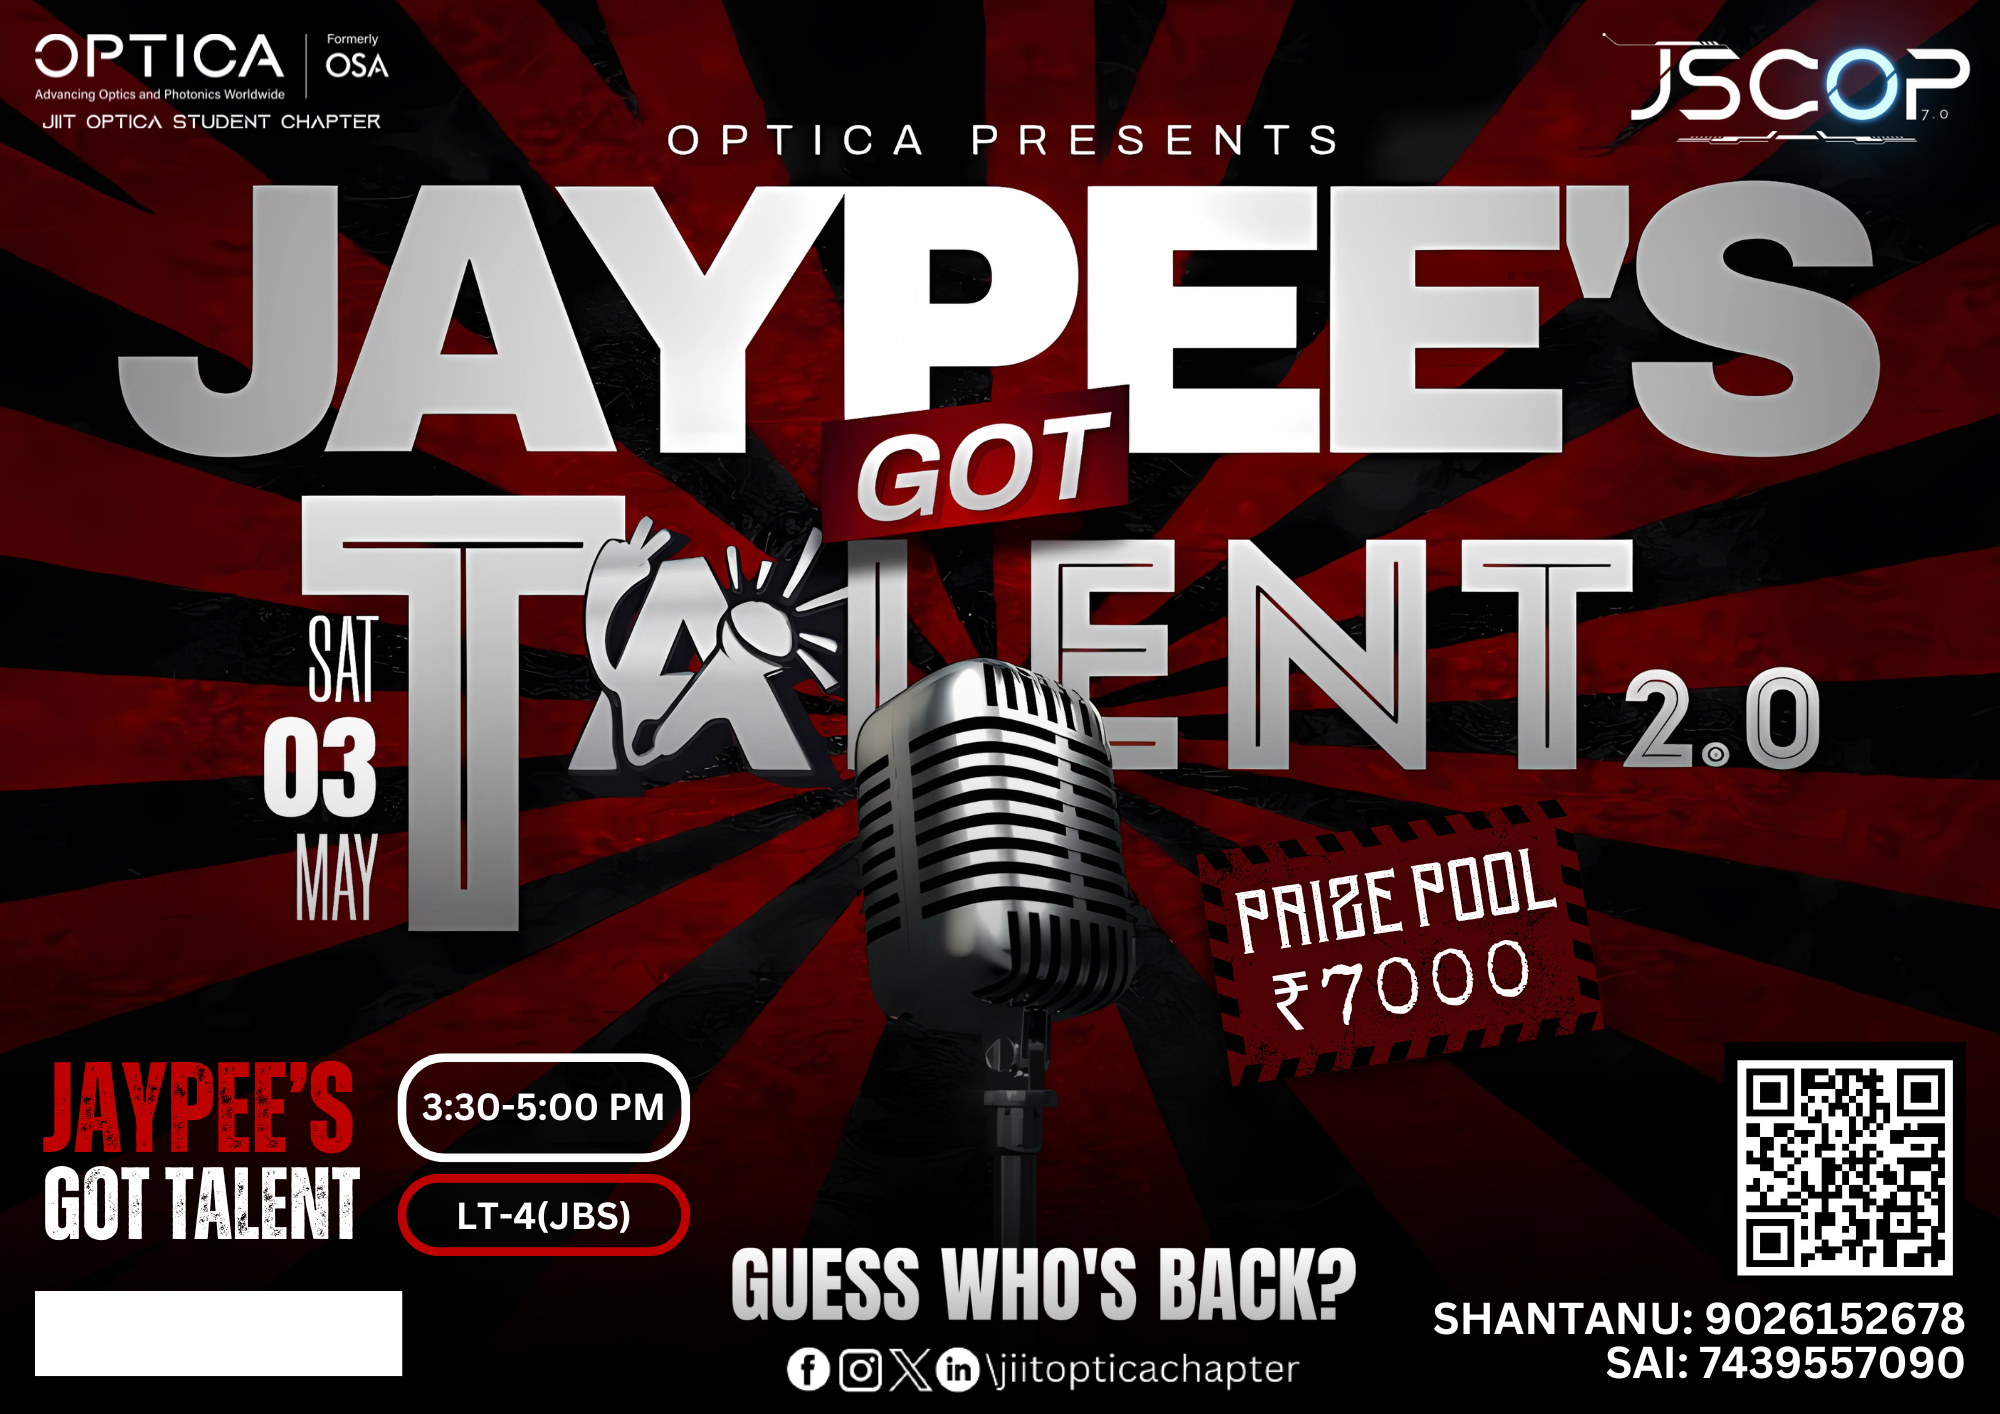 OPTICA
Formerly
OSA
Advancing Optics and Photonics Worldwide
JIIT OPTICA STUDENT CHAPTER
JSCOP
7.0
OPTICA PRESENTS
JAYPEE'S
GOT
TALENT 2.0
SAT
03
MAY
PRIZE POOL
₹7000
JAYPEE'S
GOT TALENT
3:30-5:00 PM
LT-4(JBS)
GUESS WHO'S BACK?
\jiitopticachapter
SHANTANU: 9026152678
SAI: 7439557090